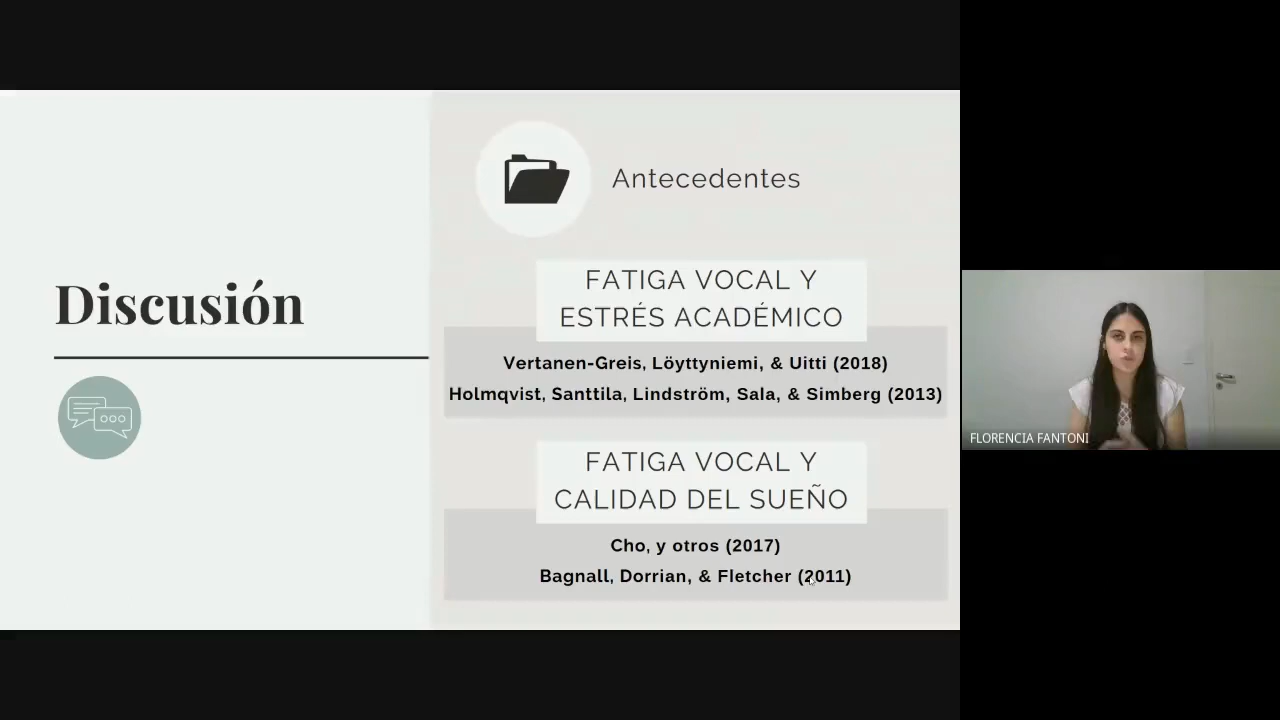 Discusión
Antecedentes
FATIGA VOCAL Y
ESTRÉS ACADÉMICO
Vertanen-Greis, Löyttyniemi, & Uitti (2018)
Holmqvist, Santtila, Lindström, Sala, & Simberg (2013)
FATIGA VOCAL Y
CALIDAD DEL SUEÑO
Cho, y otros (2017)
Bagnall, Dorrian, & Fletcher (2011)
FLORENCIA FANTONI